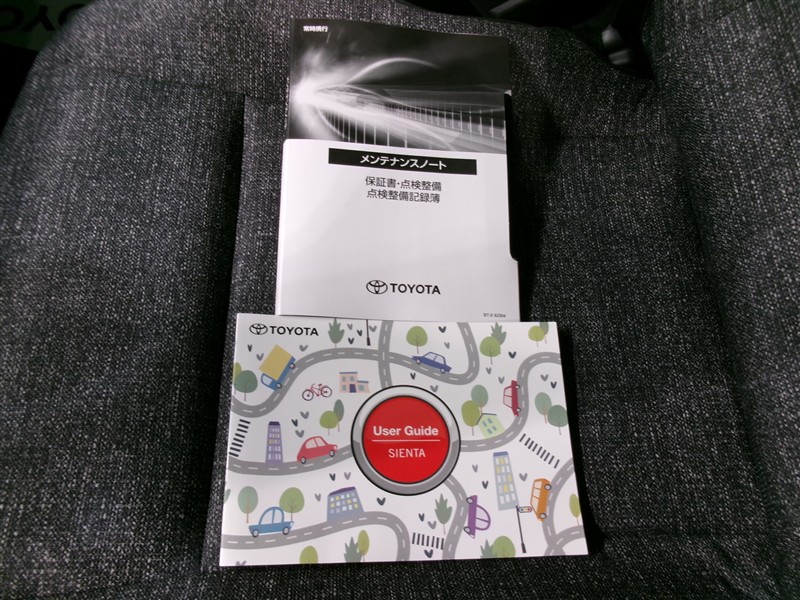 常時携行
メンテナンスノート
保証書・点検整備
点検整備記録簿
TOYOTA
TOYOTA
User Guide
SIENTA